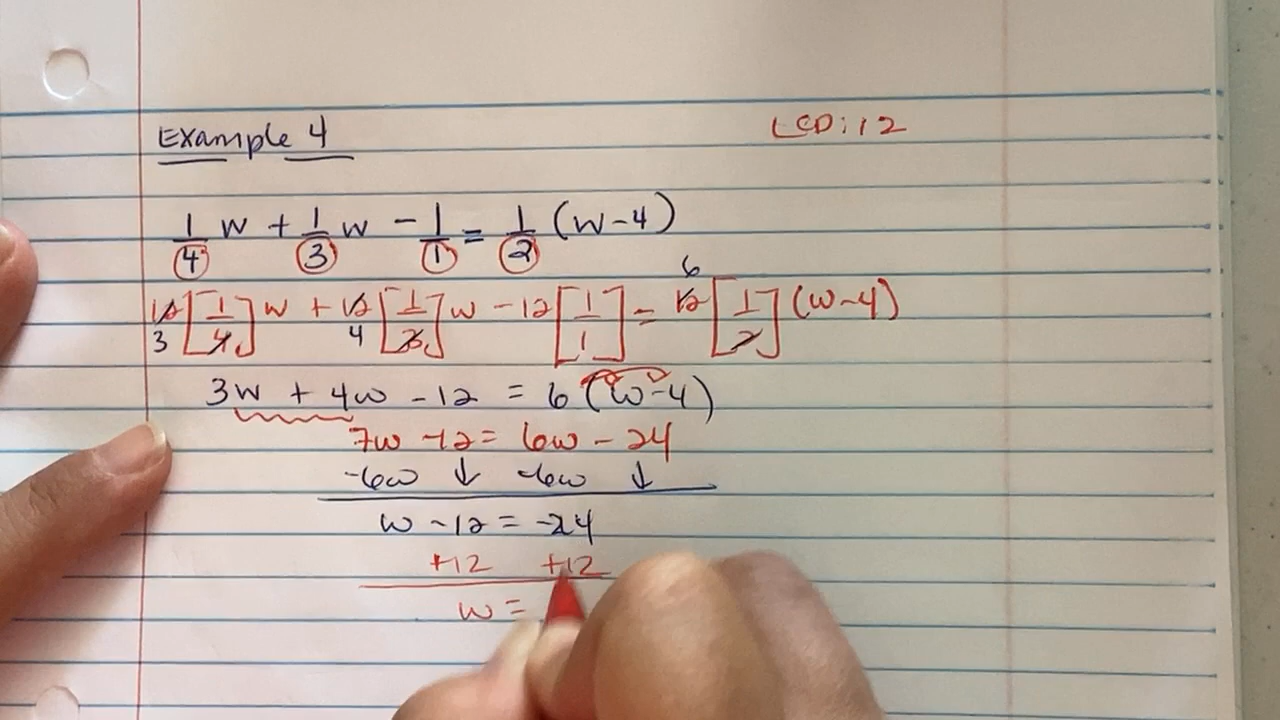 Example 4
LCD: 12
1/4 w + 1/3 w - 1/1 = 1/2 (w-4)
6
12 [1/4] w + 12 [1/3] w - 12 [1/1] = 12 [1/2] (w-4)
3 4
3w + 4w - 12 = 6 (w-4)
7w - 12 = 6w - 24
-6w ↓ -6w ↓
w - 12 = -24
+12 +12
w =